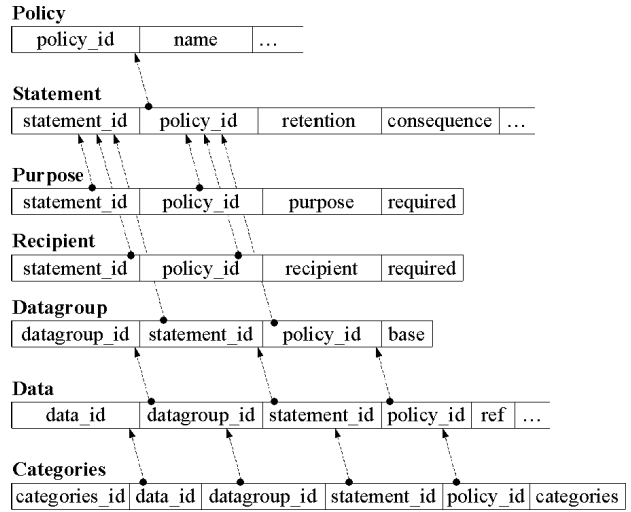 Policy
policy_id name ...
Statement
statement_id policy_id retention consequence ...
Purpose
statement_id policy_id purpose required
Recipient
statement_id policy_id recipient required
Datagroup
datagroup_id statement_id policy_id base
Data
data_id datagroup_id statement_id policy_id ref ...
Categories
categories_id data_id datagroup_id statement_id policy_id categories